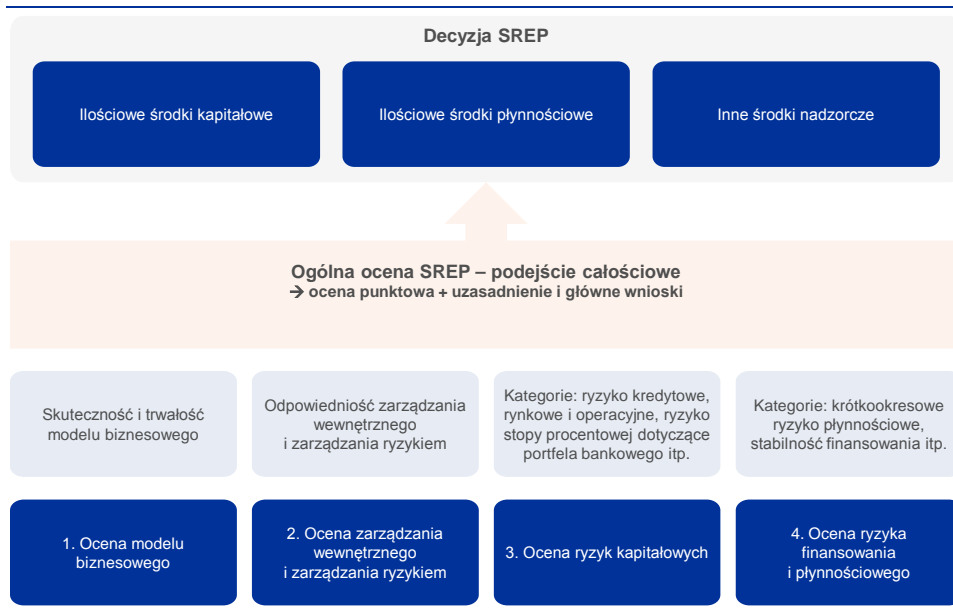 Decyzja SREP
Ilościowe środki kapitałowe
Ilościowe środki płynnościowe
Inne środki nadzorcze
Ogólna ocena SREP – podejście całościowe
→ ocena punktowa + uzasadnienie i główne wnioski
Skuteczność i trwałość
modelu biznesowego
Odpowiedniość zarządzania
wewnętrznego
i zarządzania ryzykiem
Kategorie: ryzyko kredytowe,
rynkowe i operacyjne, ryzyko
stopy procentowej dotyczące
portfela bankowego itp.
Kategorie: krótkookresowe
ryzyko płynnościowe,
stabilność finansowania itp.
1. Ocena modelu
biznesowego
2. Ocena zarządzania
wewnętrznego
i zarządzania ryzykiem
3. Ocena ryzyk kapitałowych
4. Ocena ryzyka
finansowania
i płynnościowego